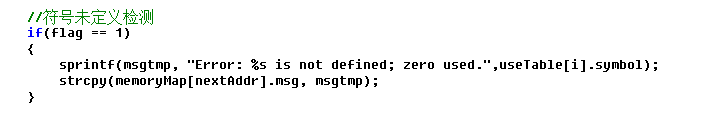 //符号未定义检测
if(flag == 1)
{
sprintf(msgtmp, "Error: %s is not defined; zero used.",useTable[i].symbol);
strcpy(memoryMap[nextAddr].msg, msgtmp);
}